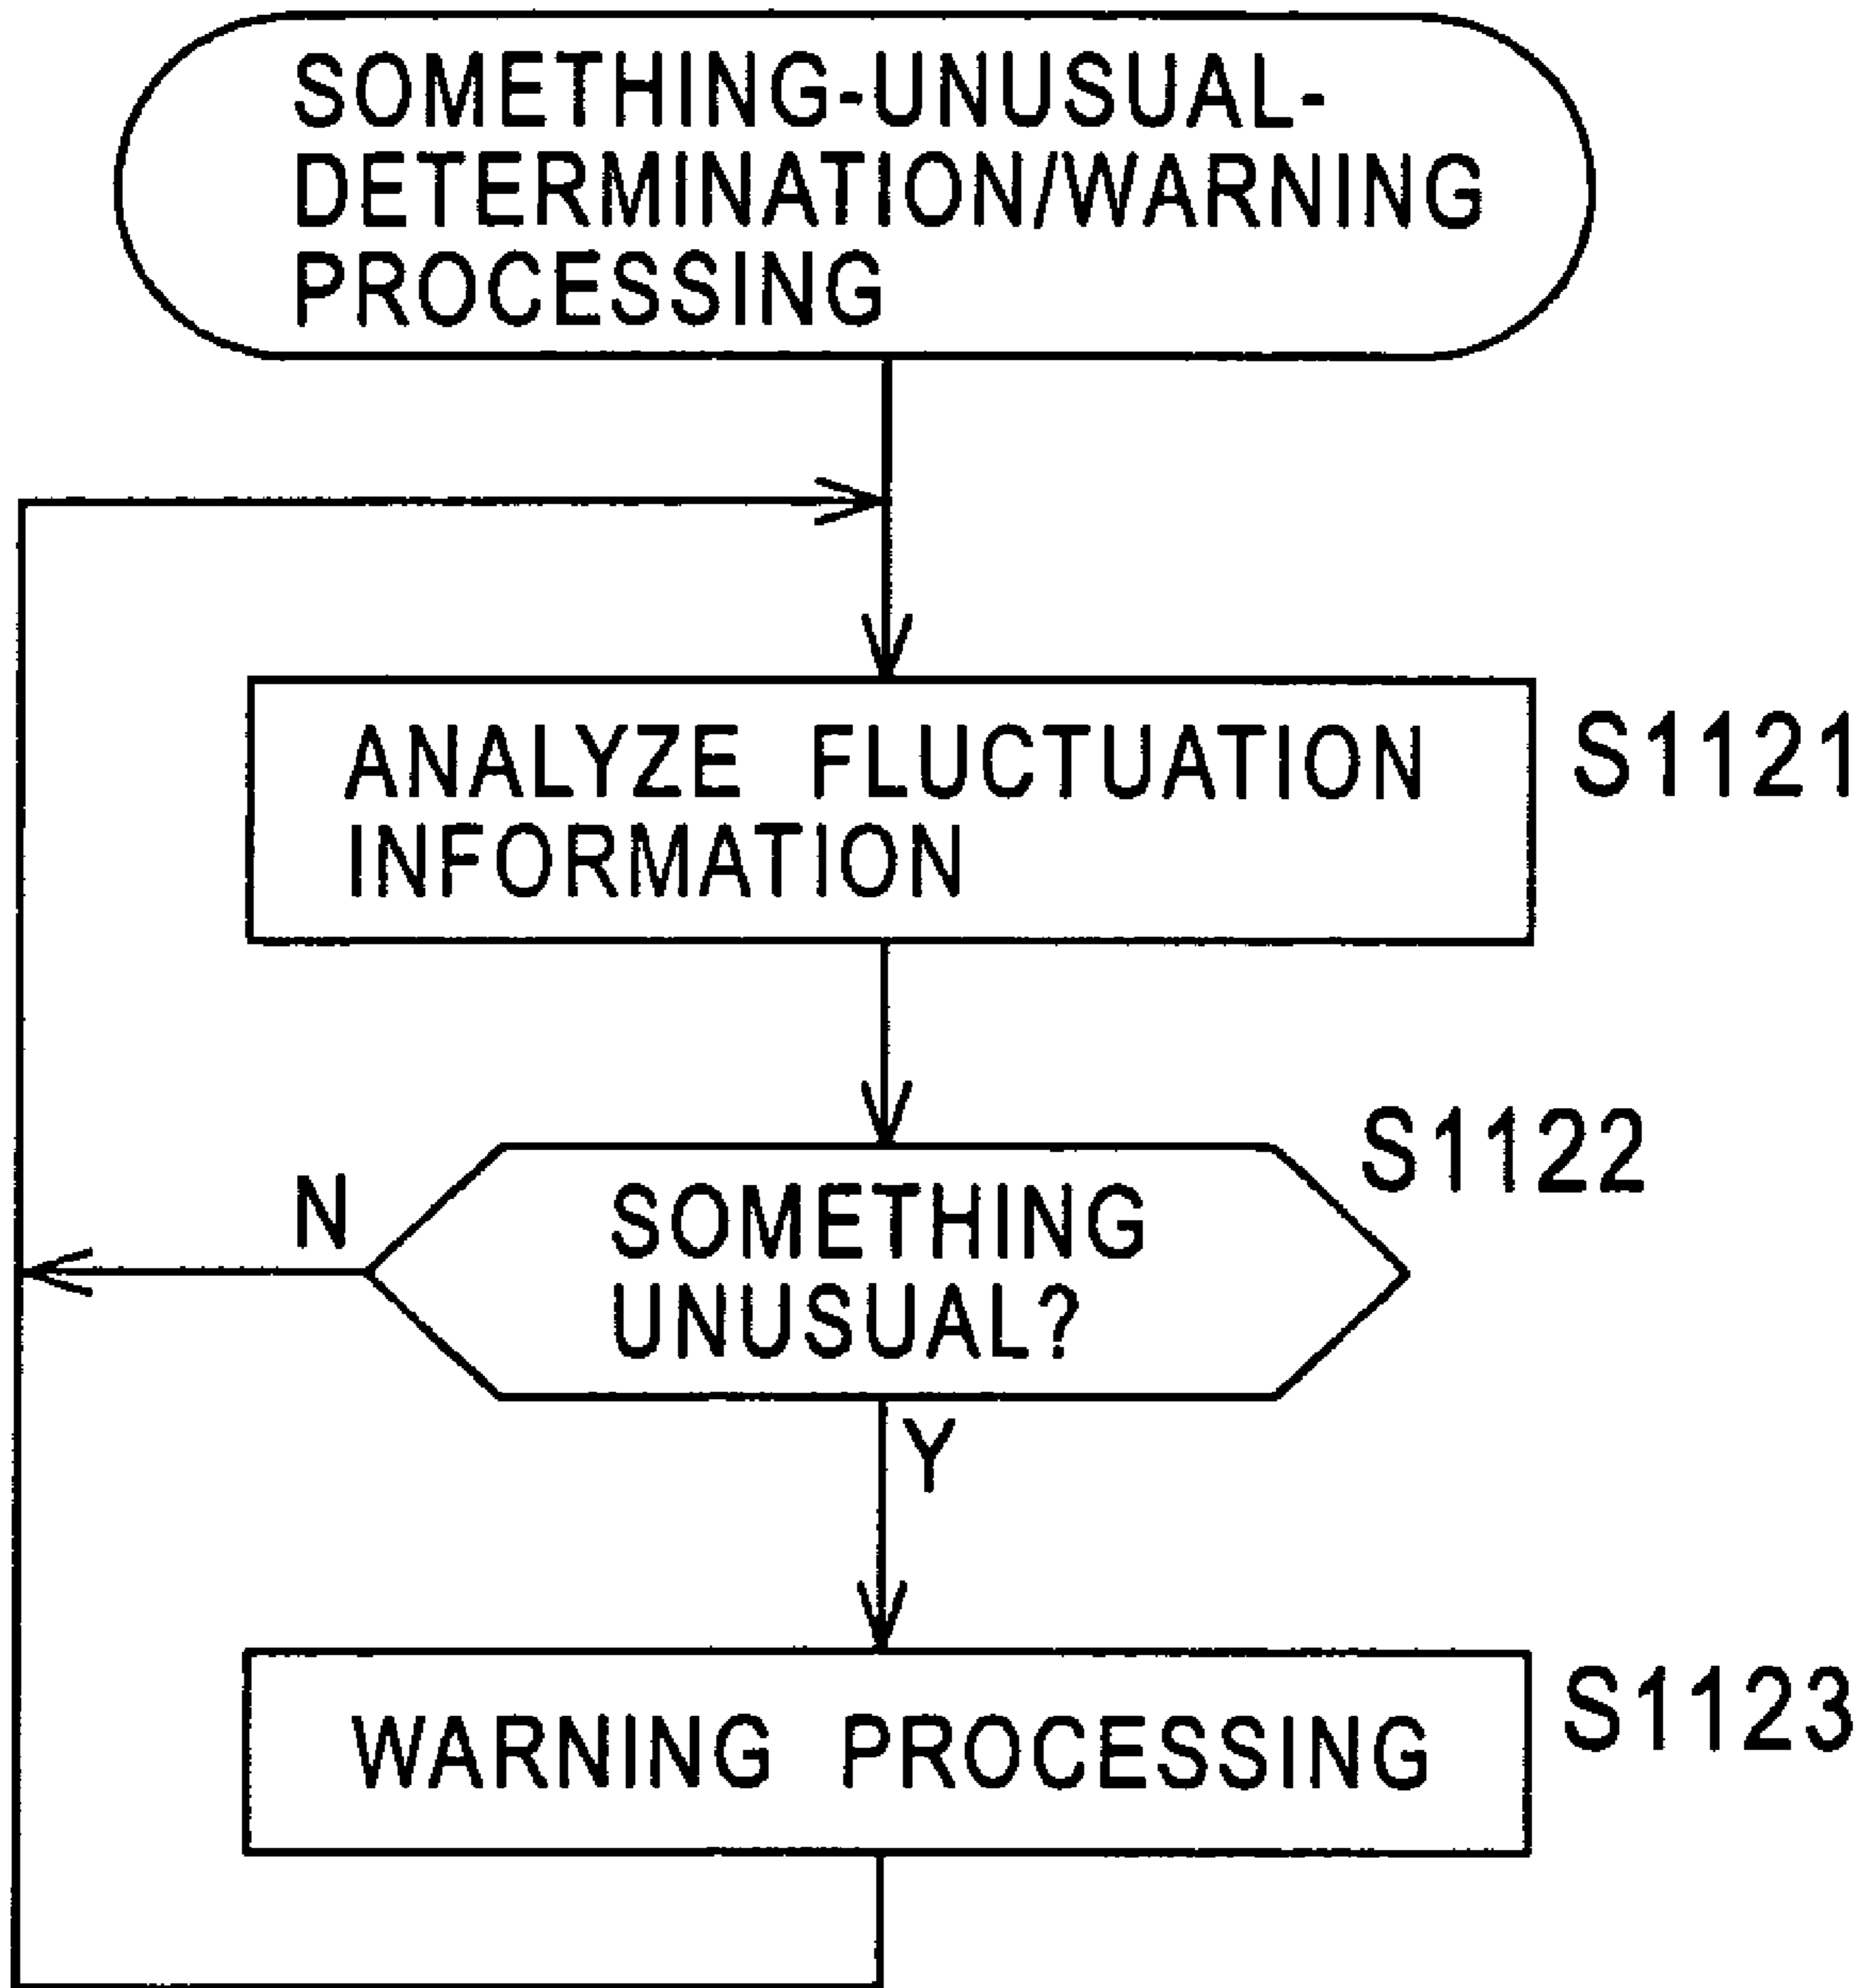 SOMETHING-UNUSUAL-
DETERMINATION/WARNING
PROCESSING
ANALYZE FLUCTUATION
INFORMATION
S1121
S1122
N
SOMETHING
UNUSUAL?
Y
WARNING PROCESSING
S1123